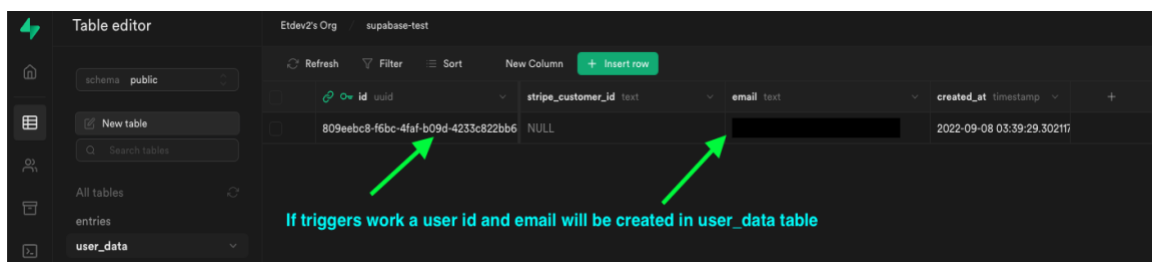 Table editor
Etdev2's Org / supabase-test
schema public
Refresh Filter Sort New Column + Insert row
id uuid stripe_customer_id text email text created_at timestamp +
New table
809eebc8-f6bc-4faf-b09d-4233c822bb6 NULL 2022-09-08 03:39:29.302117
Search tables
All tables
entries
If triggers work a user id and email will be created in user_data table
user_data